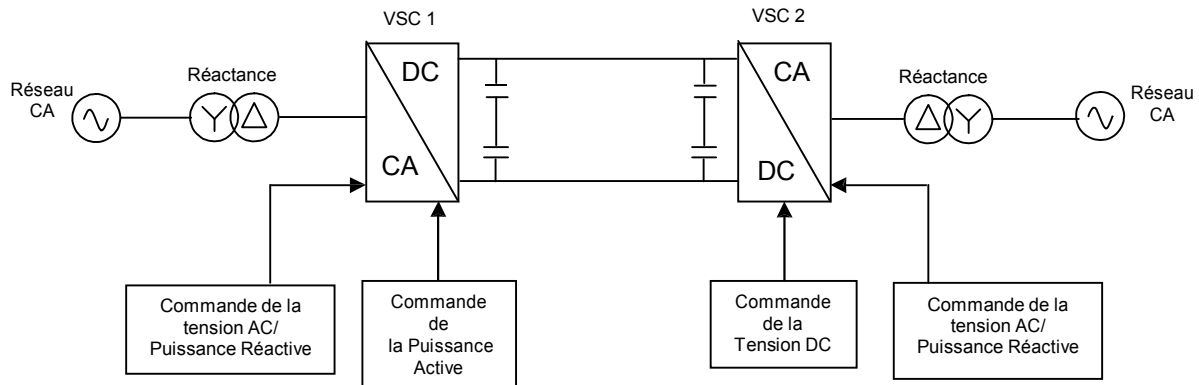 VSC 1
VSC 2
Réseau
CA
Réactance
DC
CA
CA
DC
Réactance
Réseau
CA
Commande de la
tension AC/
Puissance Réactive
Commande
de
la Puissance
Active
Commande
de la
Tension DC
Commande de la
tension AC/
Puissance Réactive